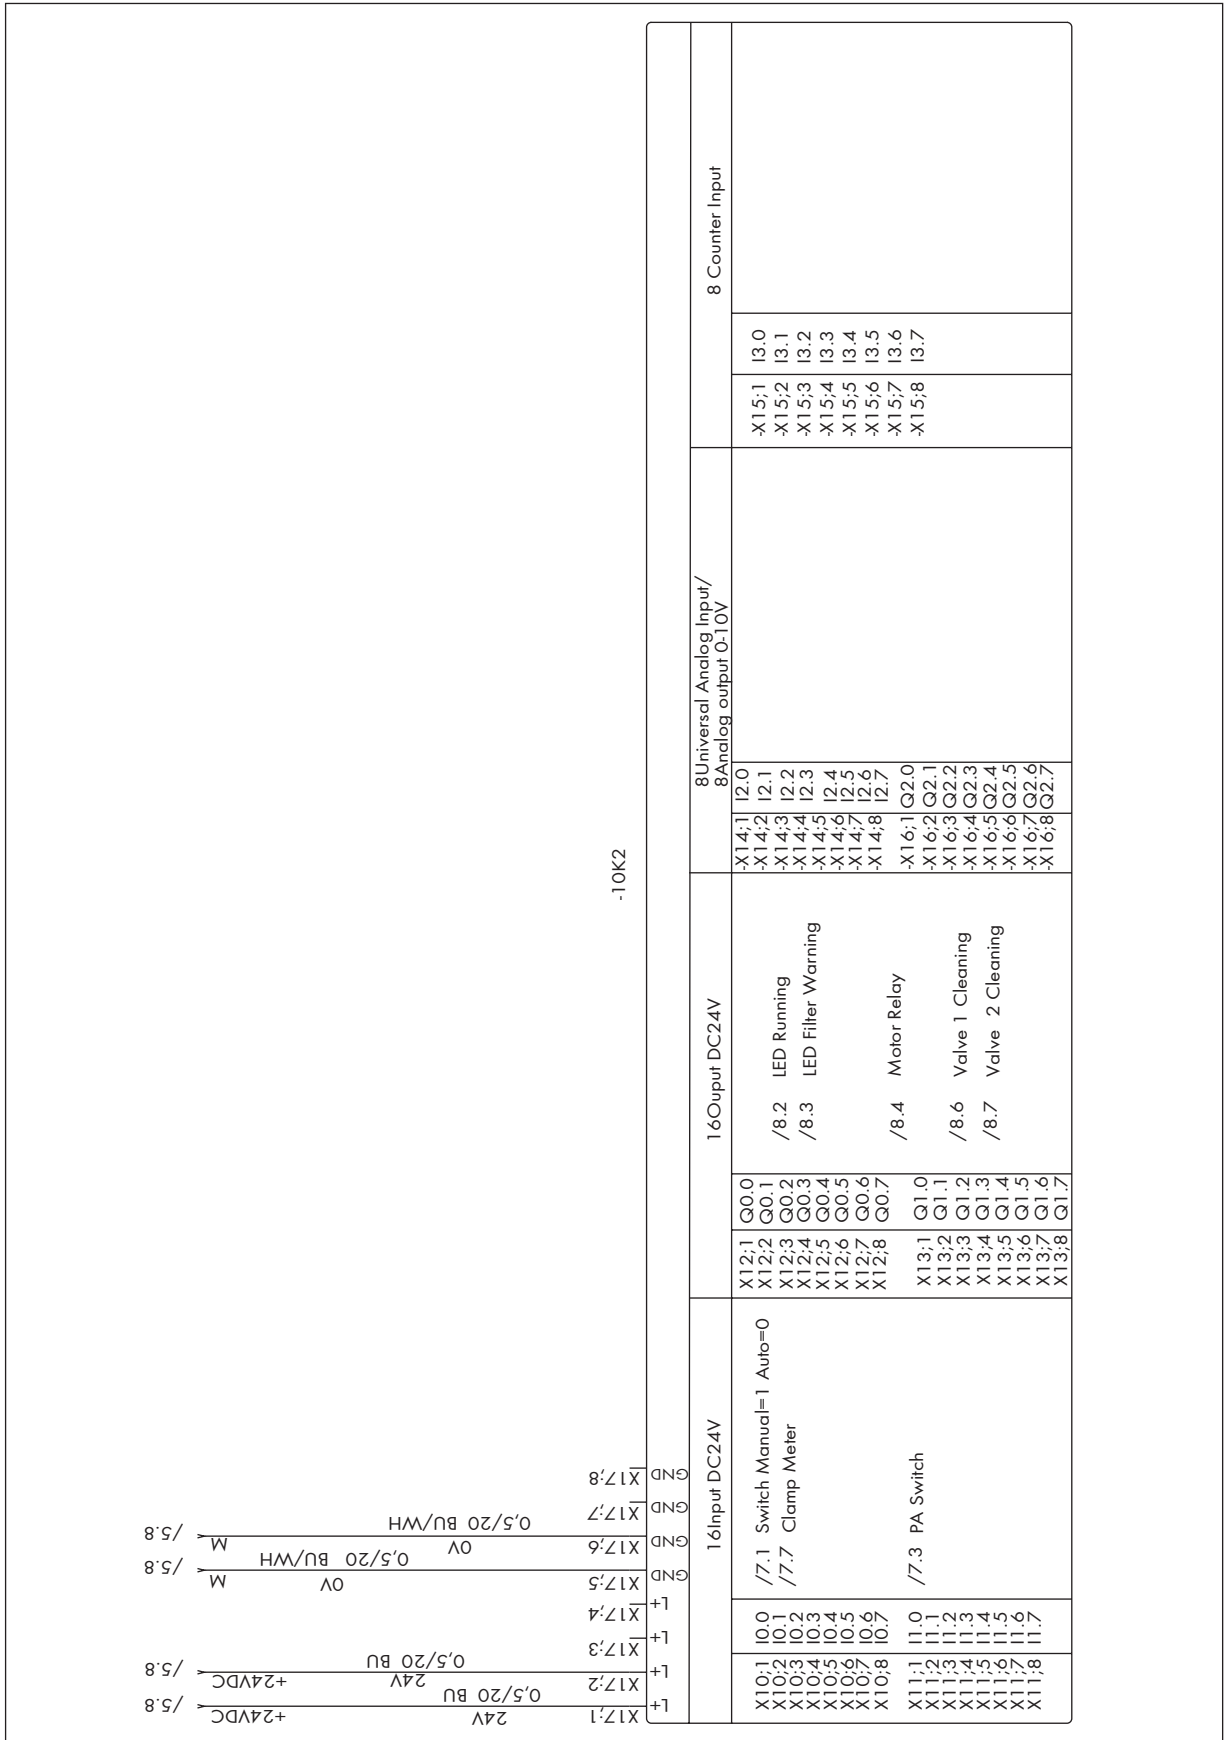 -10K2
/5.8 +24VDC 24V 0,5/20 BU X17;1 L+
/5.8 +24VDC 24V 0,5/20 BU X17;2 L+
X17;3 L+
X17;4 L+
/5.8 M 0V 0,5/20 BU/WH X17;5 GND
/5.8 M 0V 0,5/20 BU/WH X17;6 GND
X17;7 GND
X17;8 GND
16Input DC24V
X10;1 I0.0 /7.1 Switch Manual=1 Auto=0
X10;2 I0.1 /7.7 Clamp Meter
X10;3 I0.2
X10;4 I0.3
X10;5 I0.4
X10;6 I0.5
X10;7 I0.6
X10;8 I0.7
X11;1 I1.0 /7.3 PA Switch
X11;2 I1.1
X11;3 I1.2
X11;4 I1.3
X11;5 I1.4
X11;6 I1.5
X11;7 I1.6
X11;8 I1.7
16Ouput DC24V
X12;1 Q0.0
X12;2 Q0.1
X12;3 Q0.2 /8.2 LED Running
X12;4 Q0.3 /8.3 LED Filter Warning
X12;5 Q0.4
X12;6 Q0.5
X12;7 Q0.6
X12;8 Q0.7 /8.4 Motor Relay
X13;1 Q1.0
X13;2 Q1.1
X13;3 Q1.2 /8.6 Valve 1 Cleaning
X13;4 Q1.3 /8.7 Valve 2 Cleaning
X13;5 Q1.4
X13;6 Q1.5
X13;7 Q1.6
X13;8 Q1.7
8Universal Analog Input/
8Analog output 0-10V
-X14;1 I2.0
-X14;2 I2.1
-X14;3 I2.2
-X14;4 I2.3
-X14;5 I2.4
-X14;6 I2.5
-X14;7 I2.6
-X14;8 I2.7
-X16;1 Q2.0
-X16;2 Q2.1
-X16;3 Q2.2
-X16;4 Q2.3
-X16;5 Q2.4
-X16;6 Q2.5
-X16;7 Q2.6
-X16;8 Q2.7
8 Counter Input
-X15;1 I3.0
-X15;2 I3.1
-X15;3 I3.2
-X15;4 I3.3
-X15;5 I3.4
-X15;6 I3.5
-X15;7 I3.6
-X15;8 I3.7